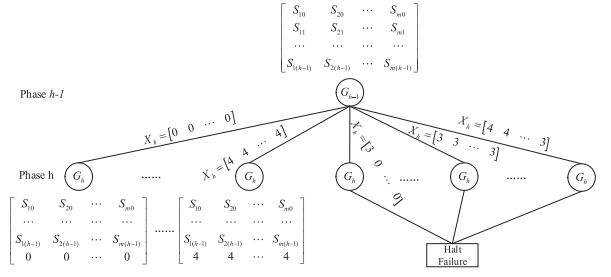 S10 S20 ⋯ Sm0
S11 S21 ⋯ Sm1
⋯ ⋯ ⋯ ⋯
S1(h−1) S2(h−1) ⋯ Sm(h−1)
Phase h-1
Gh−1
Xh=[0 0 ⋯ 0]
Xh=[4 4 ⋯ 4]
Xh=[3 0 ⋯ 0]
Xh=[3 3 ⋯ 3]
Xh=[4 4 ⋯ 3]
Phase h
Gh ...... Gh Gh ...... Gh ...... Gh
S10 S20 ⋯ Sm0 S10 S20 ⋯ Sm0
⋯ ⋯ ⋯ ⋯ ⋯ ⋯ ⋯ ⋯
S1(h−1) S2(h−1) ⋯ Sm(h−1) ...... S1(h−1) S2(h−1) ⋯ Sm(h−1)
0 0 ⋯ 0 4 4 ⋯ 4
Halt
Failure